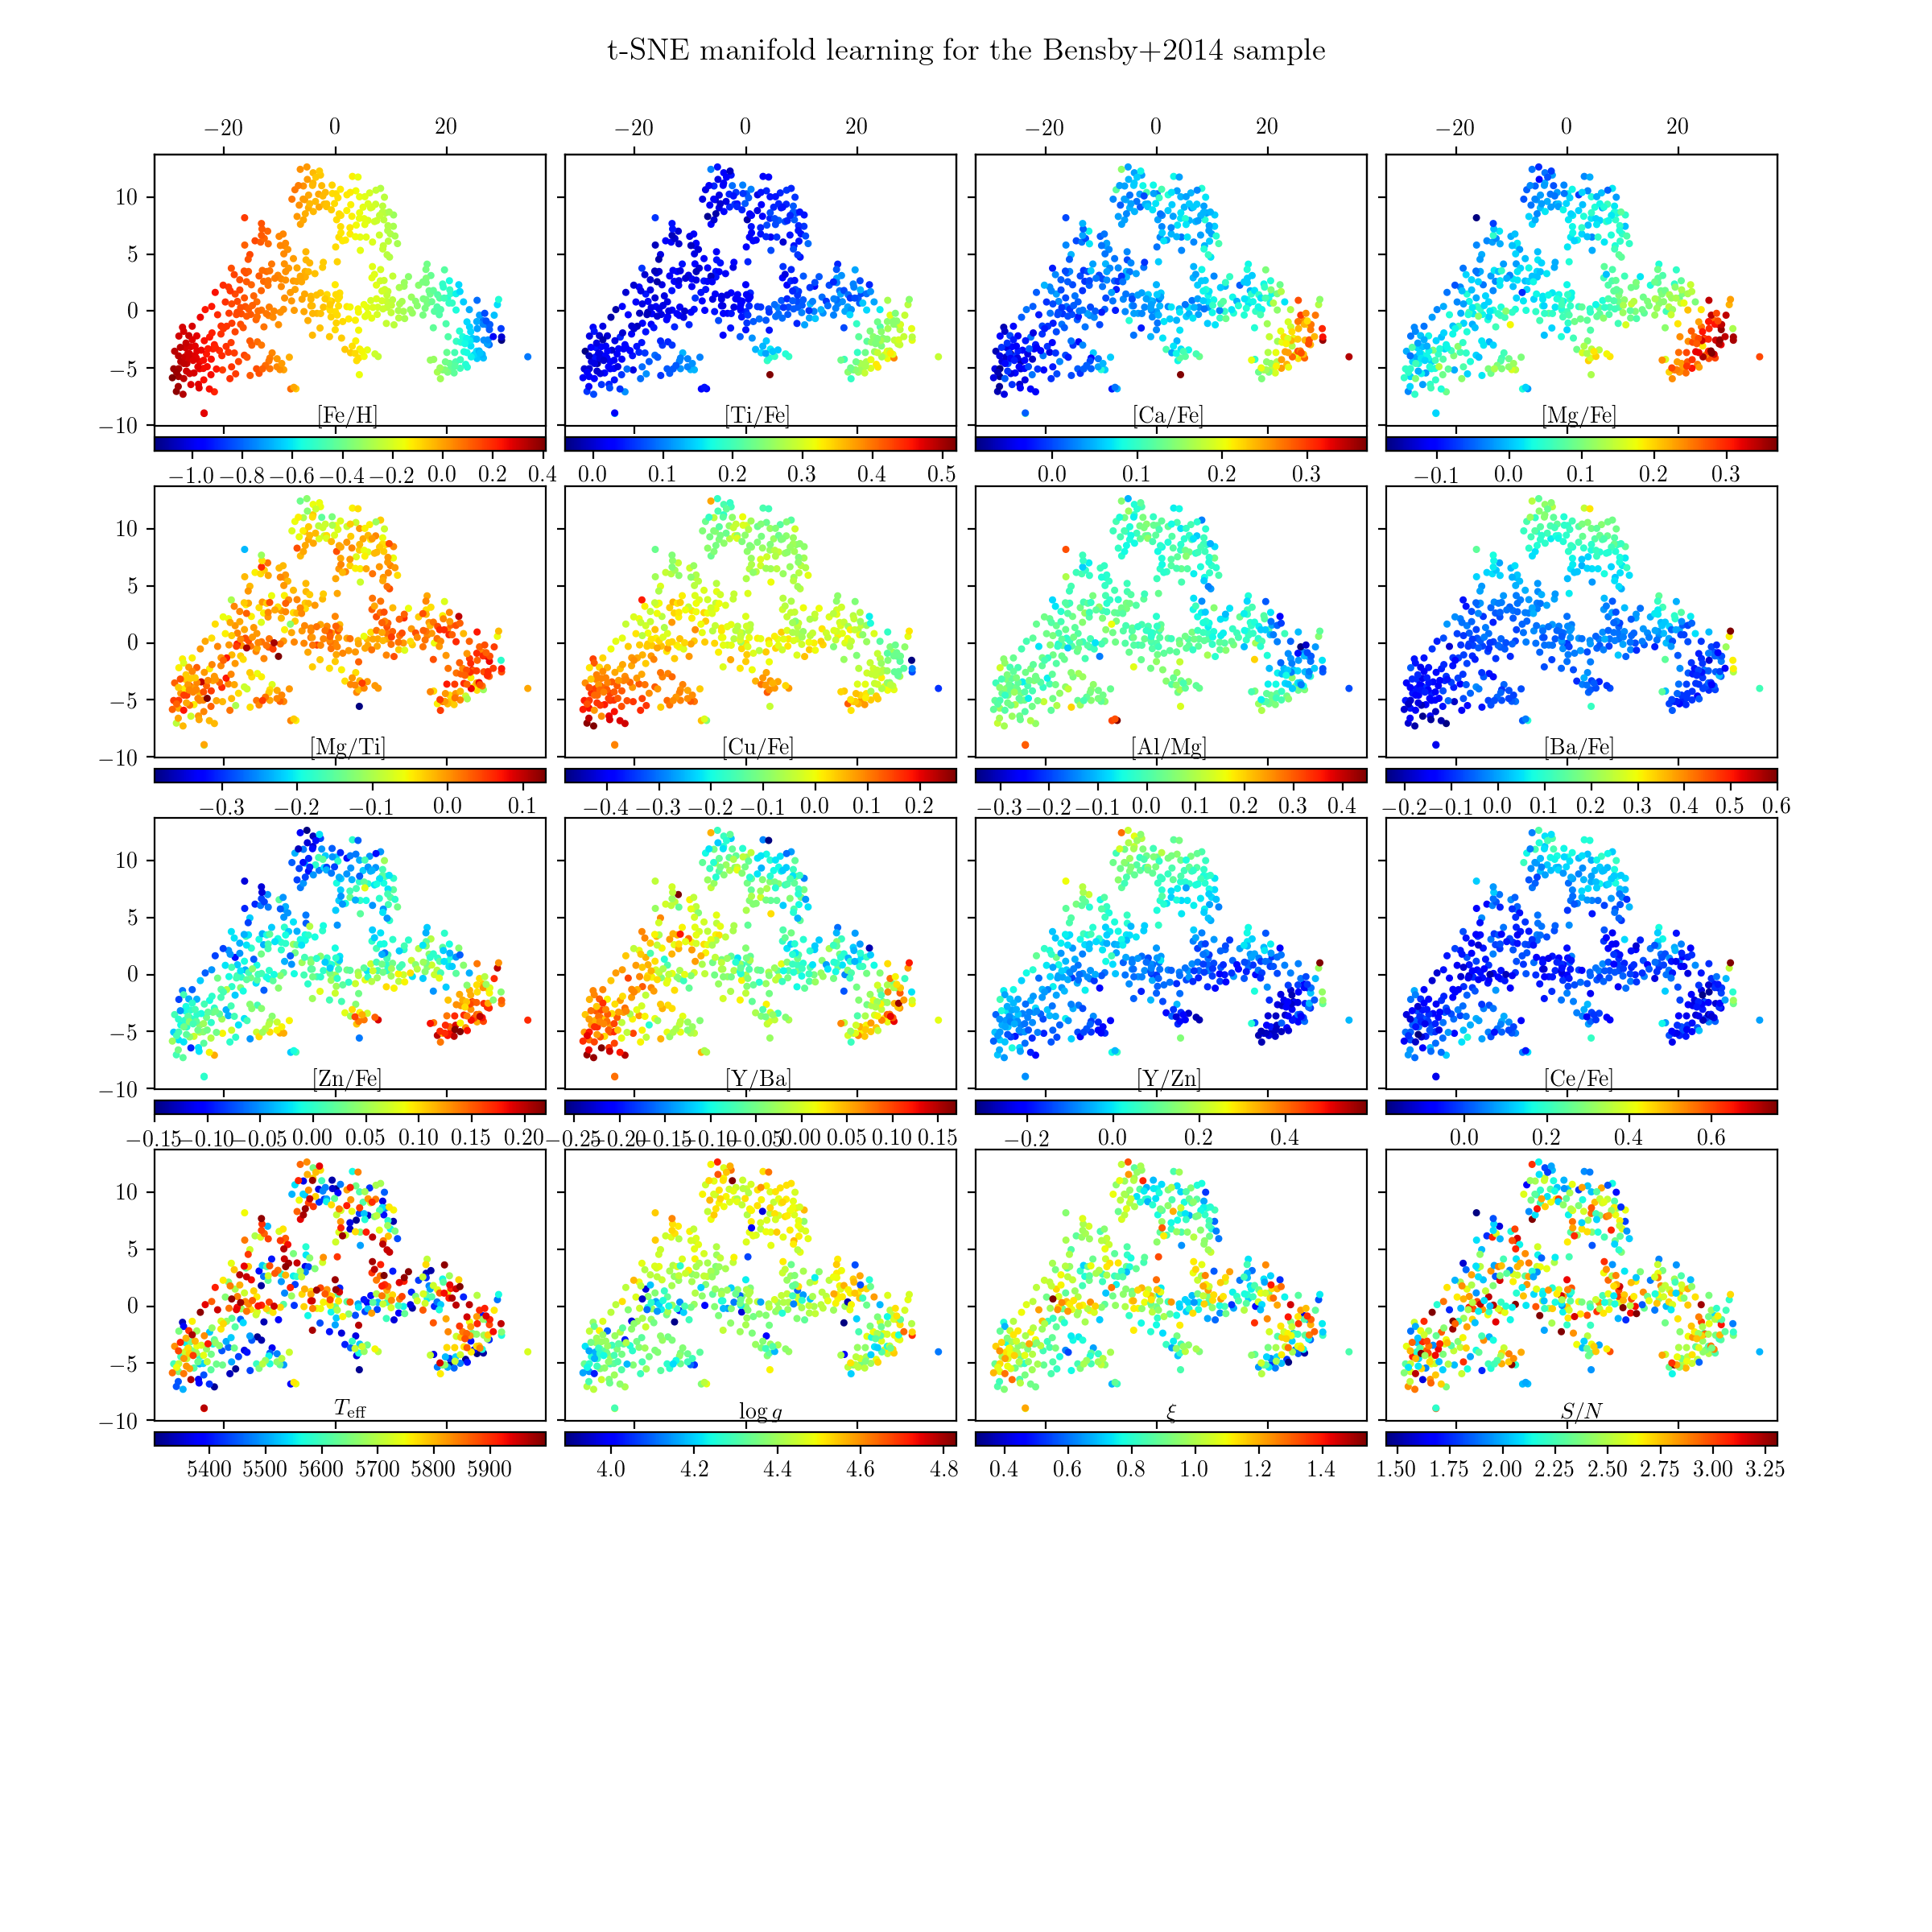 t-SNE manifold learning for the Bensby+2014 sample
−20 0 20 −20 0 20 −20 0 20 −20 0 20
10
5
0
−5
−10
[Fe/H] [Ti/Fe] [Ca/Fe] [Mg/Fe]
−1.0 −0.8 −0.6 −0.4 −0.2 0.0 0.2 0.4 0.0 0.1 0.2 0.3 0.4 0.5 0.0 0.1 0.2 0.3 −0.1 0.0 0.1 0.2 0.3
10
5
0
−5
−10
[Mg/Ti] [Cu/Fe] [Al/Mg] [Ba/Fe]
−0.3 −0.2 −0.1 0.0 0.1 −0.4 −0.3 −0.2 −0.1 0.0 0.1 0.2 −0.3 −0.2 −0.1 0.0 0.1 0.2 0.3 0.4 −0.2 −0.1 0.0 0.1 0.2 0.3 0.4 0.5 0.6
10
5
0
−5
−10
[Zn/Fe] [Y/Ba] [Y/Zn] [Ce/Fe]
−0.15 −0.10 −0.05 0.00 0.05 0.10 0.15 0.20 −0.25 −0.20 −0.15 −0.10 −0.05 0.00 0.05 0.10 0.15 −0.2 0.0 0.2 0.4 0.0 0.2 0.4 0.6
10
5
0
−5
−10
T_eff log g ξ S/N
5400 5500 5600 5700 5800 5900 4.0 4.2 4.4 4.6 4.8 0.4 0.6 0.8 1.0 1.2 1.4 1.50 1.75 2.00 2.25 2.50 2.75 3.00 3.25